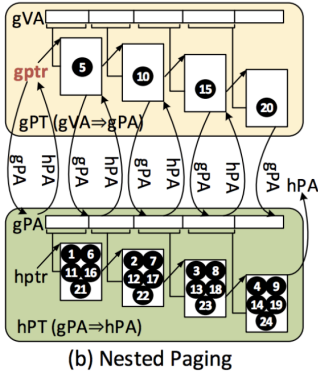 gVA
gptr
5
10
15
20
gPT (gVA⇒gPA)
gPA
hPA
gPA
hPA
gPA
hPA
gPA
hPA
gPA
hPA
gPA
hptr
1 6
11 16
21
2 7
12 17
22
3 8
13 18
23
4 9
14 19
24
hPT (gPA⇒hPA)
(b) Nested Paging